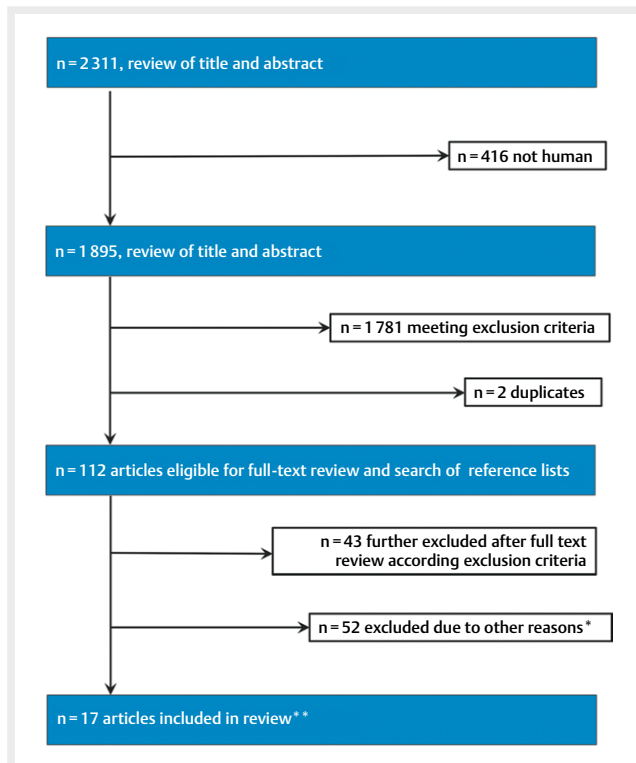 n = 2 311, review of title and abstract
n = 416 not human
n = 1 895, review of title and abstract
n = 1 781 meeting exclusion criteria
n = 2 duplicates
n = 112 articles eligible for full-text review and search of reference lists
n = 43 further excluded after full text
review according exclusion criteria
n = 52 excluded due to other reasons*
n = 17 articles included in review**